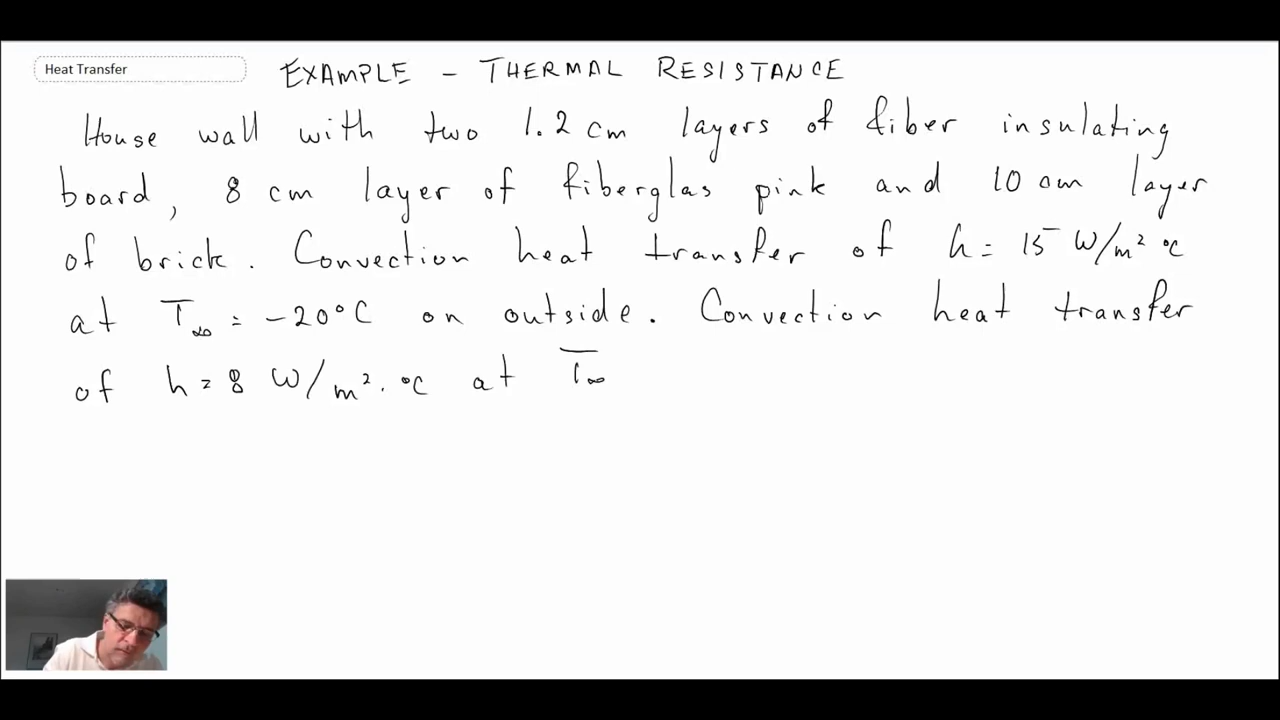 Heat Transfer
EXAMPLE - THERMAL RESISTANCE
House wall with two 1.2 cm layers of fiber insulating
board, 8 cm layer of fiberglas pink and 10 cm layer
of brick. Convection heat transfer of h = 15 W/m² °C
at T∞ = -20°C on outside. Convection heat transfer
of h = 8 W/m². °C at T∞